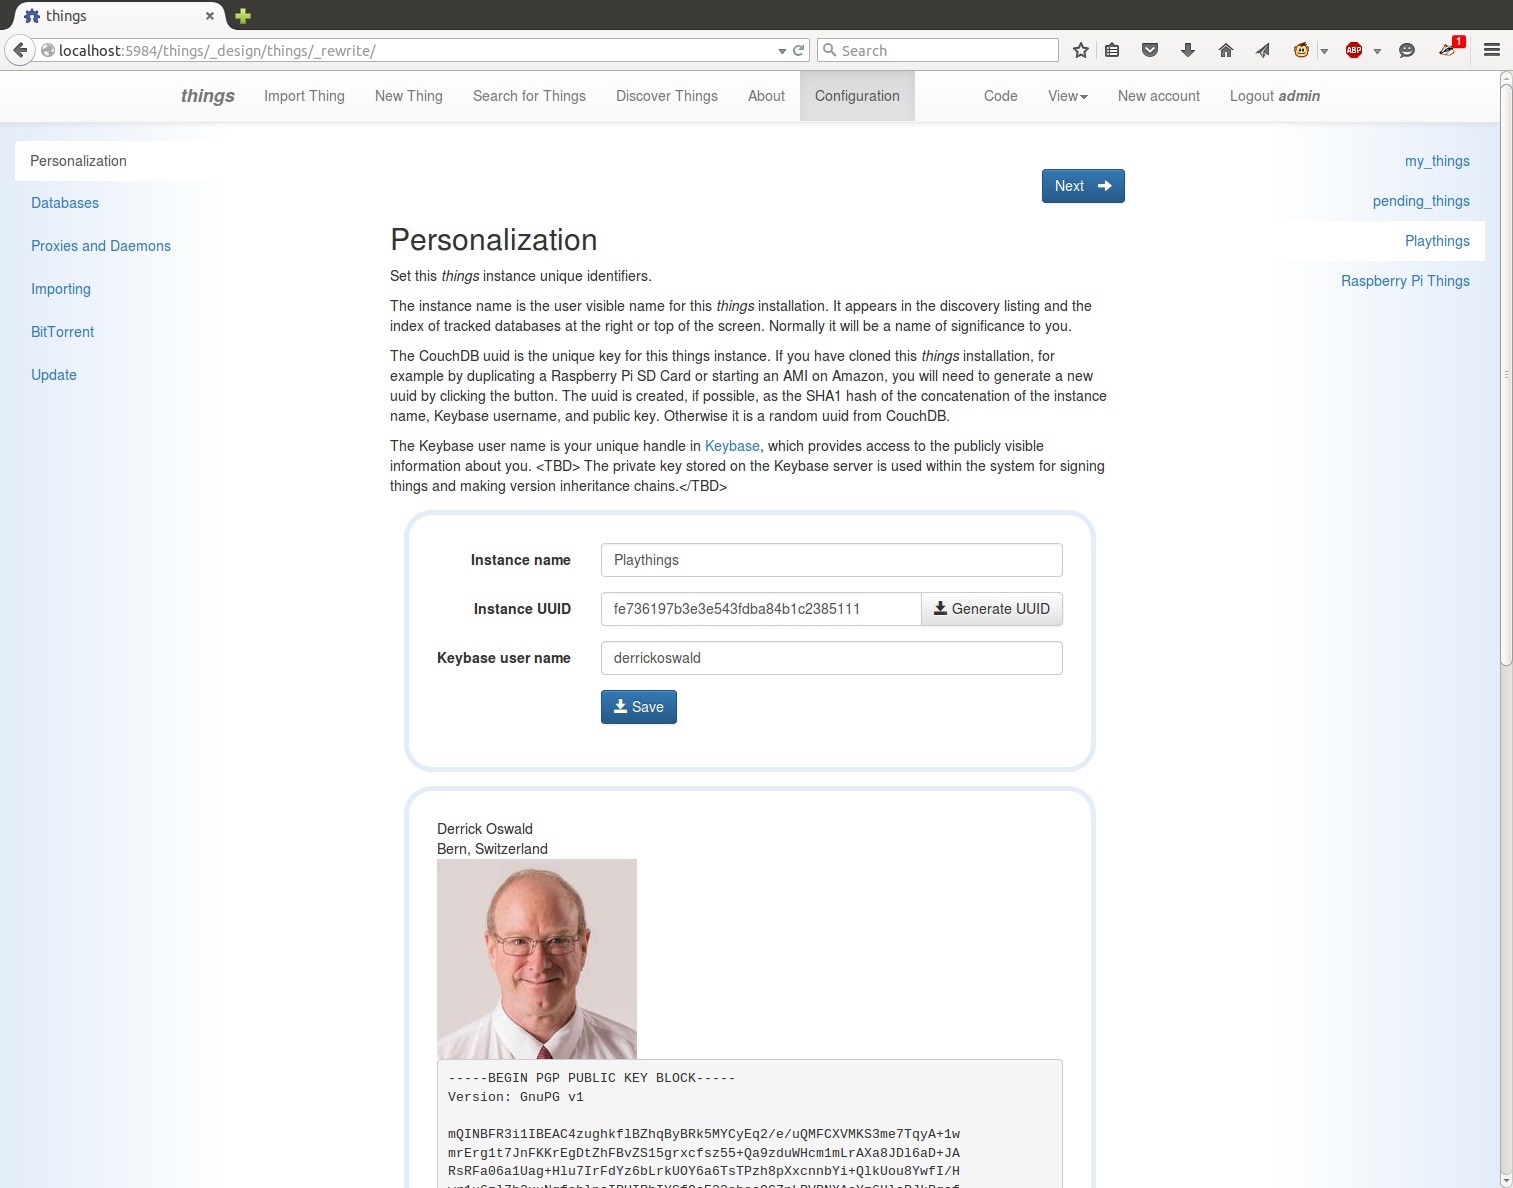 things
localhost:5984/things/_design/things/_rewrite/
Search
ABP
1
things
Import Thing
New Thing
Search for Things
Discover Things
About
Configuration
Code
View
New account
Logout admin
Personalization
Databases
Proxies and Daemons
Importing
BitTorrent
Update
my_things
pending_things
Playthings
Raspberry Pi Things
Next
Personalization
Set this things instance unique identifiers.
The instance name is the user visible name for this things installation. It appears in the discovery listing and the
index of tracked databases at the right or top of the screen. Normally it will be a name of significance to you.
The CouchDB uuid is the unique key for this things instance. If you have cloned this things installation, for
example by duplicating a Raspberry Pi SD Card or starting an AMI on Amazon, you will need to generate a new
uuid by clicking the button. The uuid is created, if possible, as the SHA1 hash of the concatenation of the instance
name, Keybase username, and public key. Otherwise it is a random uuid from CouchDB.
The Keybase user name is your unique handle in Keybase, which provides access to the publicly visible
information about you. <TBD> The private key stored on the Keybase server is used within the system for signing
things and making version inheritance chains.</TBD>
Instance name
Playthings
Instance UUID
fe736197b3e3e543fdba84b1c2385111
Generate UUID
Keybase user name
derrickoswald
Save
Derrick Oswald
Bern, Switzerland
-----BEGIN PGP PUBLIC KEY BLOCK-----
Version: GnuPG v1
mQINBFR3i1IBEAC4zughkflBZhqByBRk5MYCyEq2/e/uQMFCXVMKS3me7TqyA+1w
mrErg1t7JnFKKrEgDtZhFBvZS15grxcfsz55+Qa9zduWHcm1mLrAXa8JDl6aD+JA
RsRFa06a1Uag+Hlu7IrFdYz6bLrkUOY6a6TsTPzh8pXxcnnbYi+QlkUou8YwfI/H